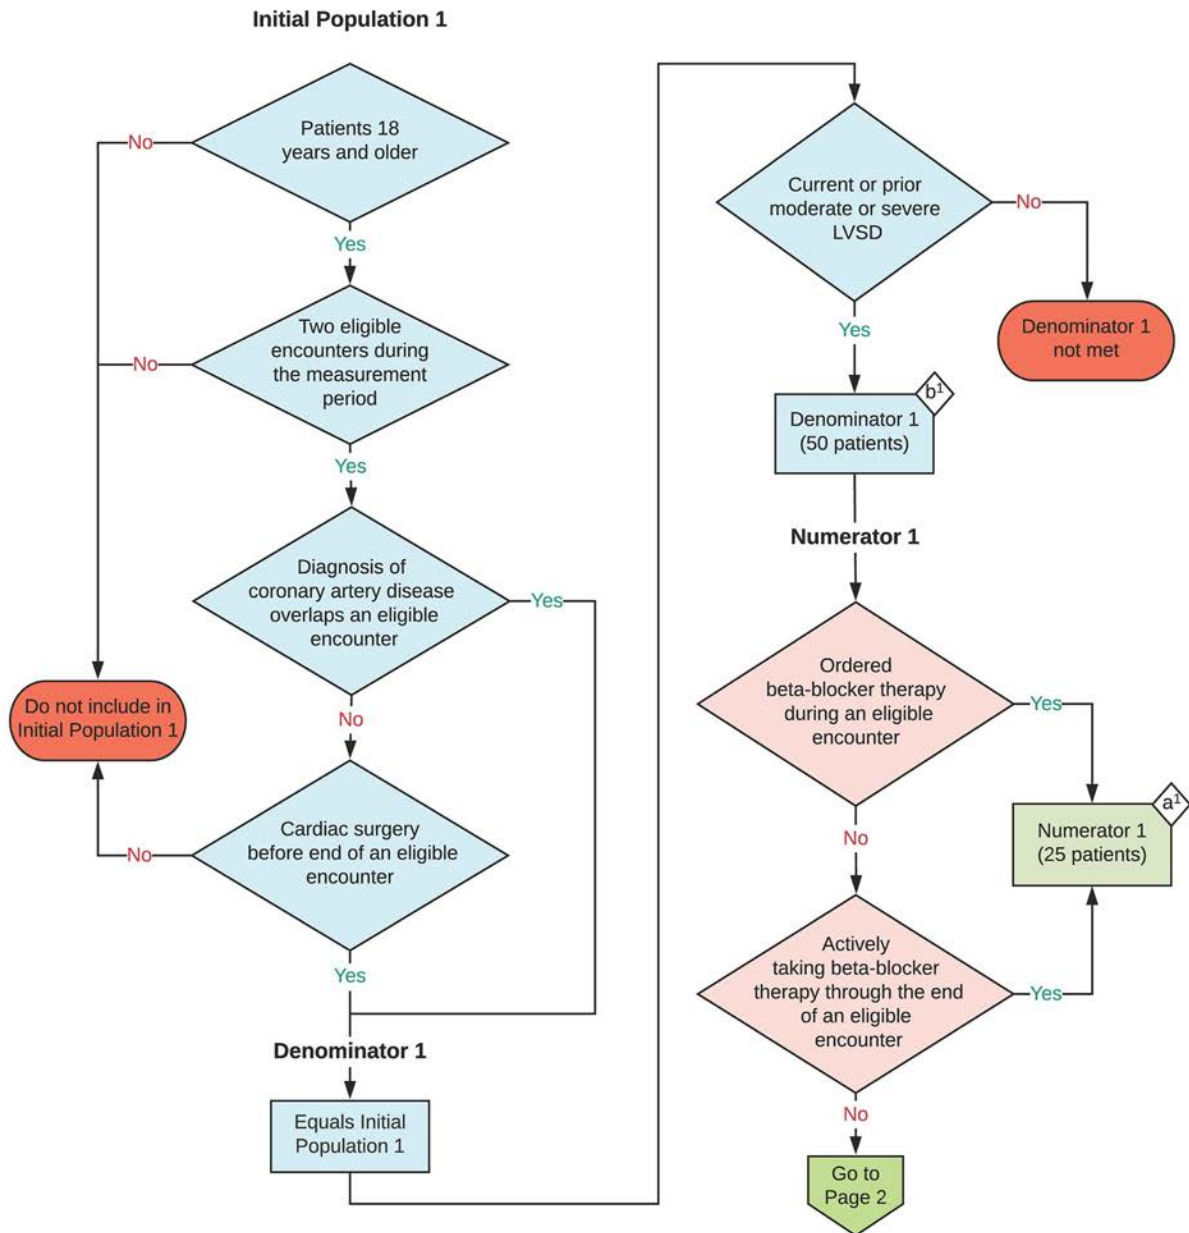 Initial Population 1
Patients 18
years and older
No
Yes
Two eligible
encounters during
the measurement
period
No
Yes
Diagnosis of
coronary artery disease
overlaps an eligible
encounter
Yes
No
Do not include in
Initial Population 1
Cardiac surgery
before end of an eligible
encounter
No
Yes
Denominator 1
Equals Initial
Population 1
Current or prior
moderate or severe
LVSD
No
Denominator 1
not met
Yes
b¹
Denominator 1
(50 patients)
Numerator 1
Ordered
beta-blocker therapy
during an eligible
encounter
Yes
No
a¹
Numerator 1
(25 patients)
Actively
taking beta-blocker
therapy through the end
of an eligible
encounter
Yes
No
Go to
Page 2